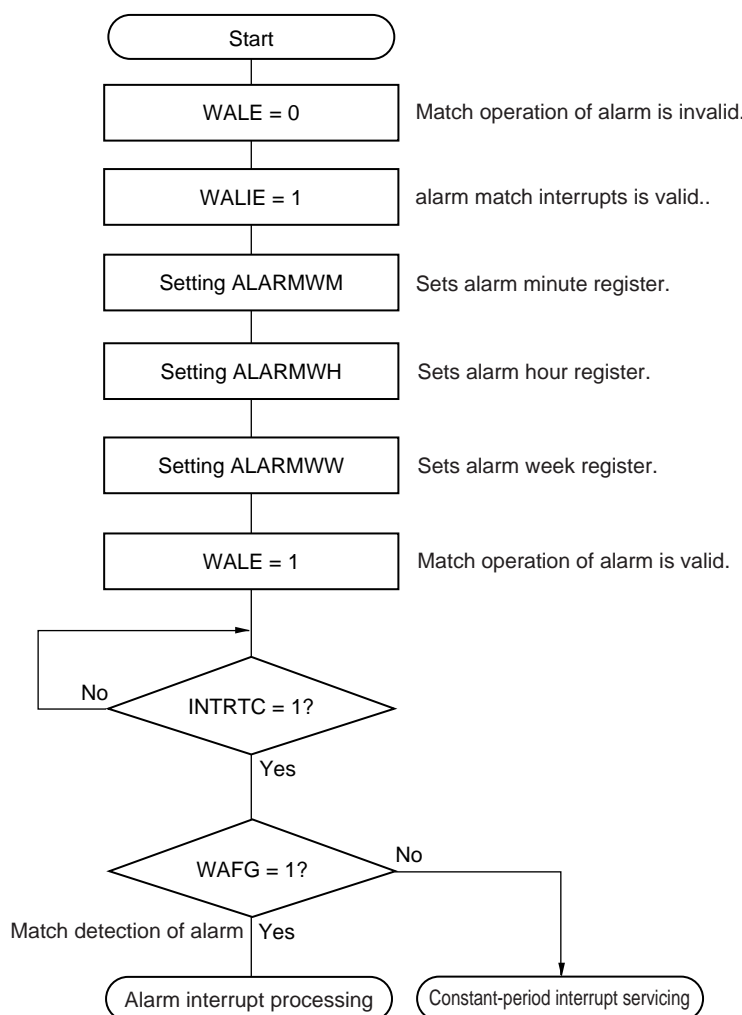 Start
WALE = 0
Match operation of alarm is invalid.
WALIE = 1
alarm match interrupts is valid..
Setting ALARMWM
Sets alarm minute register.
Setting ALARMWH
Sets alarm hour register.
Setting ALARMWW
Sets alarm week register.
WALE = 1
Match operation of alarm is valid.
No
INTRTC = 1?
Yes
WAFG = 1?
No
Match detection of alarm
Yes
Alarm interrupt processing
Constant-period interrupt servicing